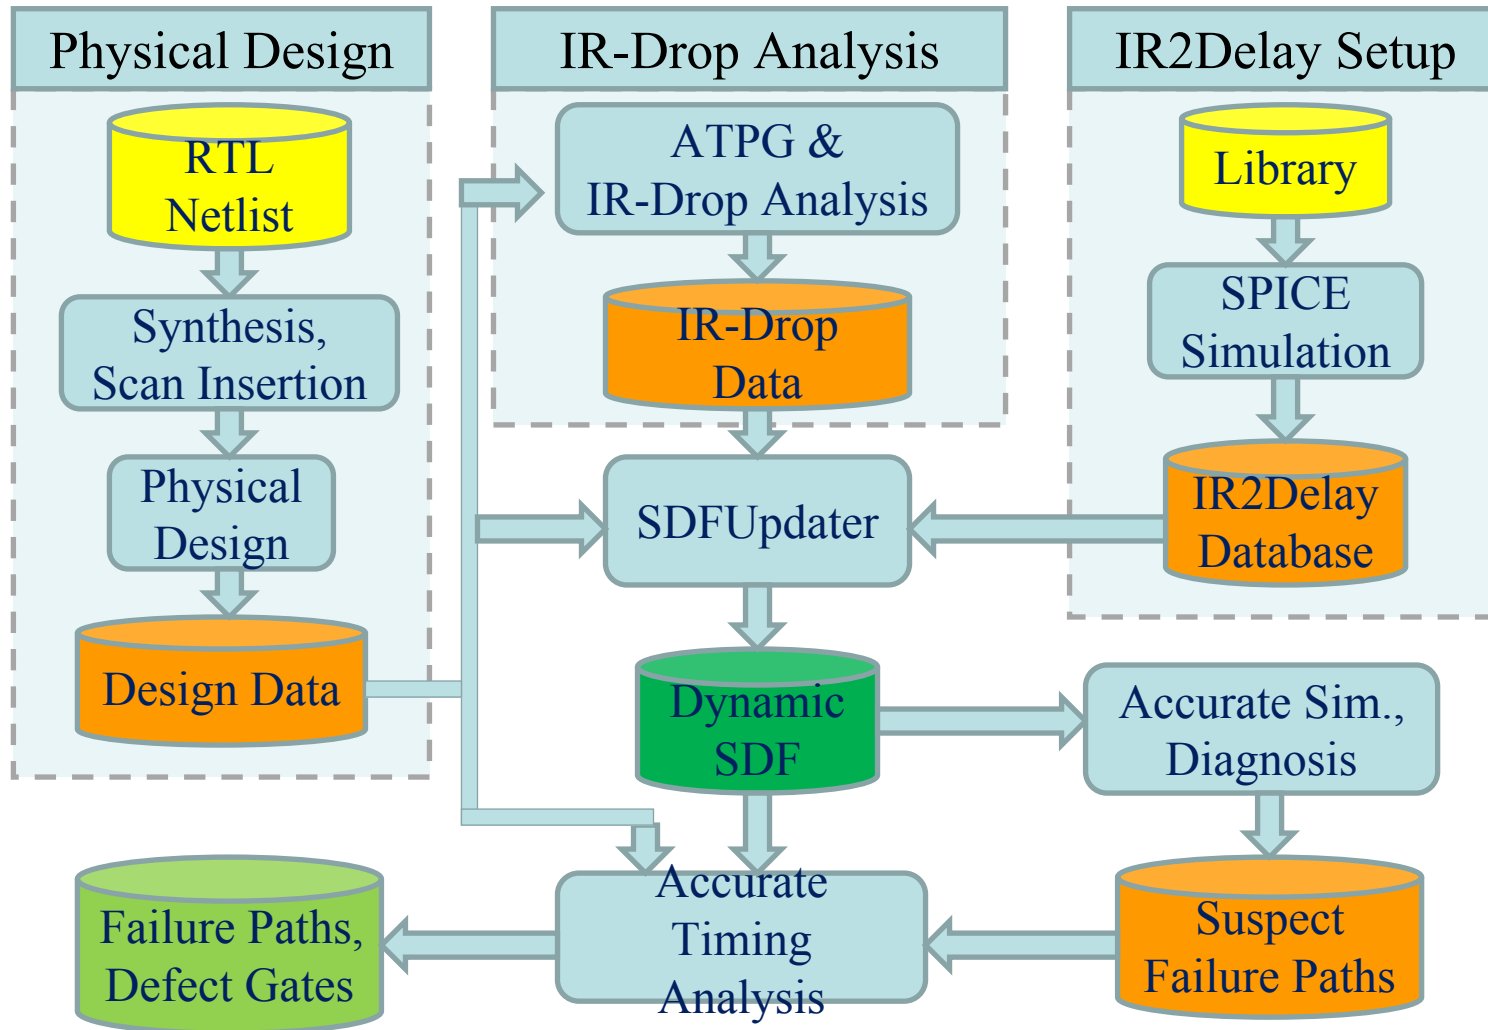 Physical Design
IR-Drop Analysis
IR2Delay Setup
RTL
Netlist
Synthesis,
Scan Insertion
Physical
Design
Design Data
ATPG &
IR-Drop Analysis
IR-Drop
Data
SDFUpdater
Dynamic
SDF
Library
SPICE
Simulation
IR2Delay
Database
Accurate Sim.,
Diagnosis
Suspect
Failure Paths
Accurate
Timing
Analysis
Failure Paths,
Defect Gates